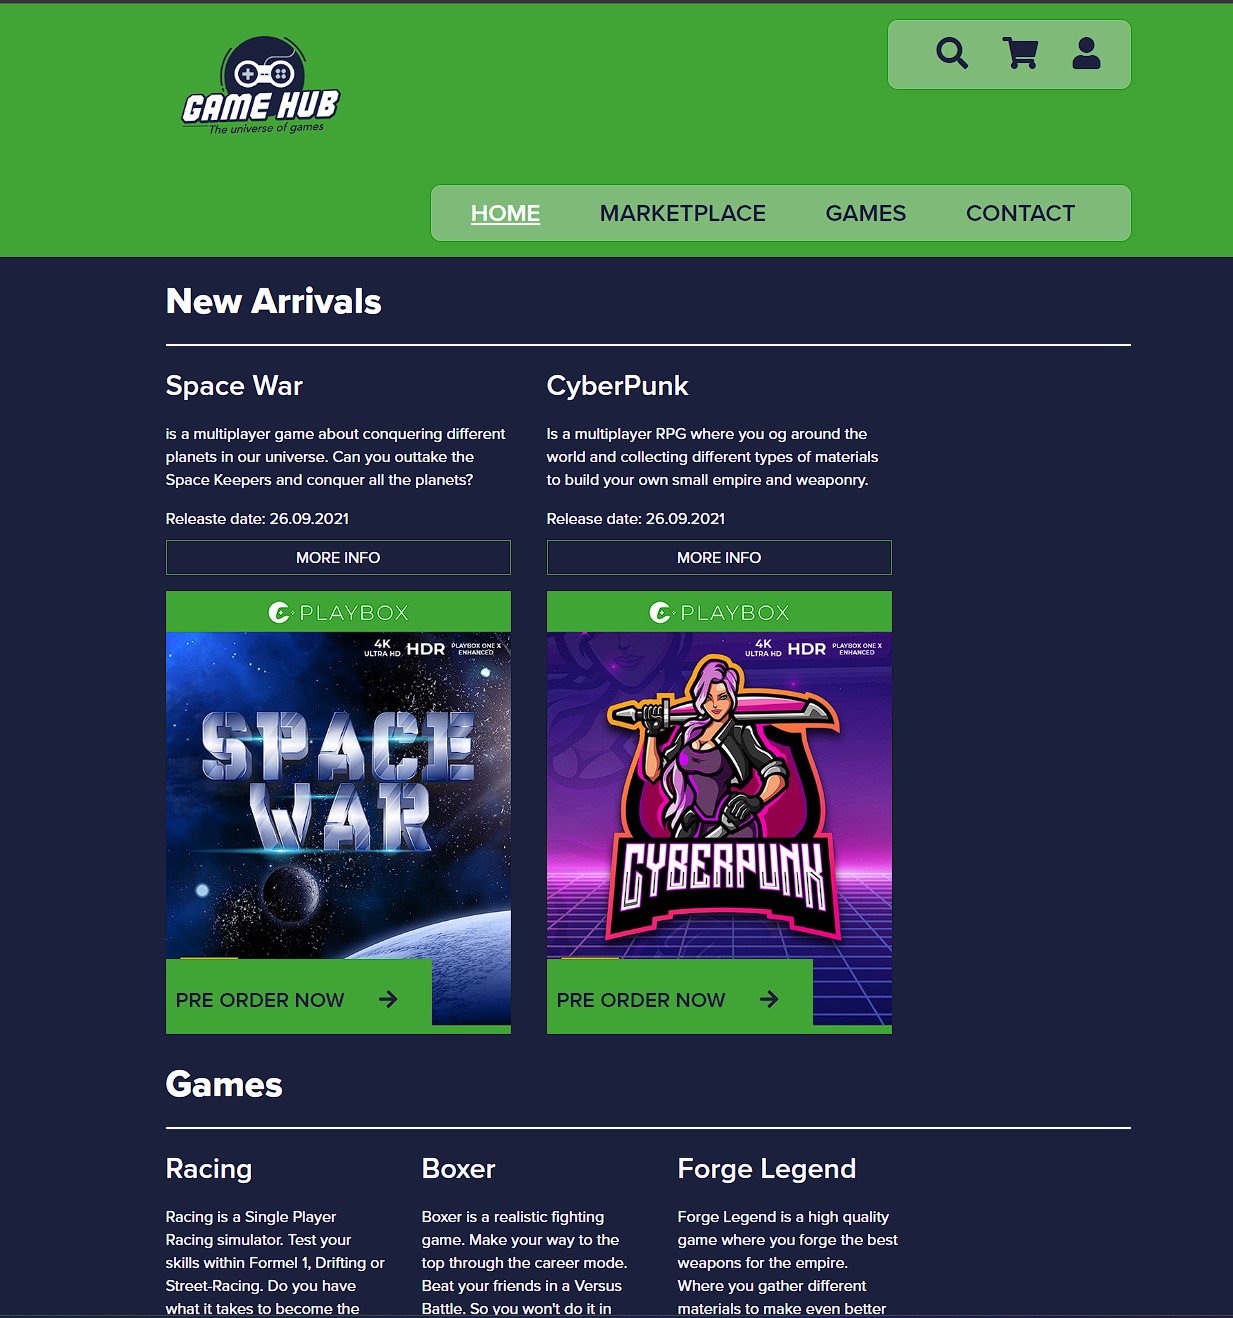 GAME HUB
The universe of games
HOME MARKETPLACE GAMES CONTACT
New Arrivals
Space War
is a multiplayer game about conquering different
planets in our universe. Can you outtake the
Space Keepers and conquer all the planets?
Releaste date: 26.09.2021
MORE INFO
PLAYBOX
4K
ULTRA HD
HDR
PLAYBOX ONE X
ENHANCED
SPACE
WAR
PRE ORDER NOW
CyberPunk
Is a multiplayer RPG where you og around the
world and collecting different types of materials
to build your own small empire and weaponry.
Release date: 26.09.2021
MORE INFO
PLAYBOX
4K
ULTRA HD
HDR
PLAYBOX ONE X
ENHANCED
CYBERPUNK
PRE ORDER NOW
Games
Racing
Racing is a Single Player
Racing simulator. Test your
skills within Formel 1, Drifting or
Street-Racing. Do you have
what it takes to become the
Boxer
Boxer is a realistic fighting
game. Make your way to the
top through the career mode.
Beat your friends in a Versus
Battle. So you won't do it in
Forge Legend
Forge Legend is a high quality
game where you forge the best
weapons for the empire.
Where you gather different
materials to make even better